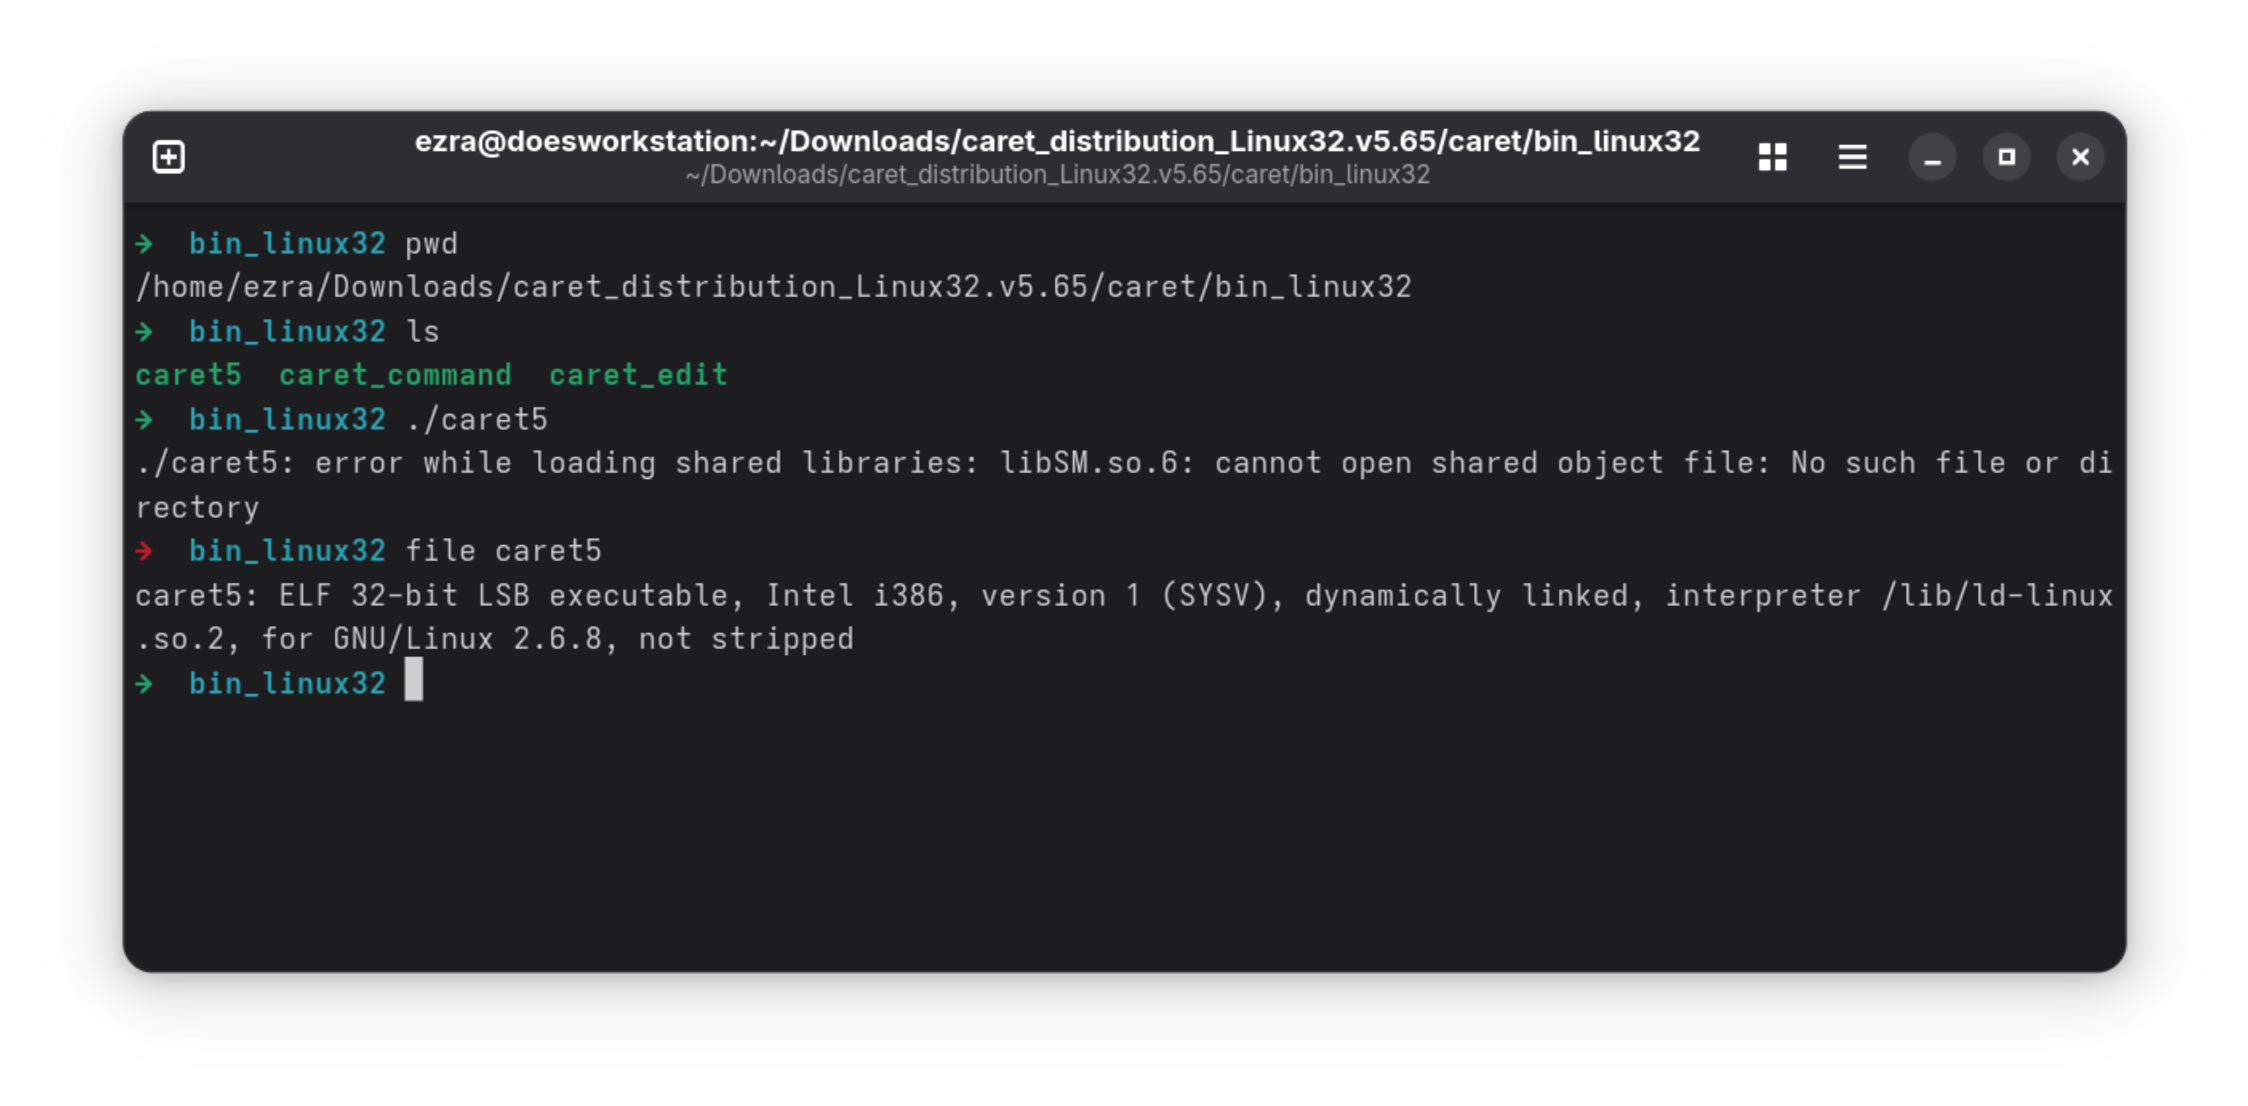 ezra@doesworkstation:~/Downloads/caret_distribution_Linux32.v5.65/caret/bin_linux32
~/Downloads/caret_distribution_Linux32.v5.65/caret/bin_linux32
→ bin_linux32 pwd
/home/ezra/Downloads/caret_distribution_Linux32.v5.65/caret/bin_linux32
→ bin_linux32 ls
caret5  caret_command  caret_edit
→ bin_linux32 ./caret5
./caret5: error while loading shared libraries: libSM.so.6: cannot open shared object file: No such file or di
rectory
→ bin_linux32 file caret5
caret5: ELF 32-bit LSB executable, Intel i386, version 1 (SYSV), dynamically linked, interpreter /lib/ld-linux
.so.2, for GNU/Linux 2.6.8, not stripped
→ bin_linux32